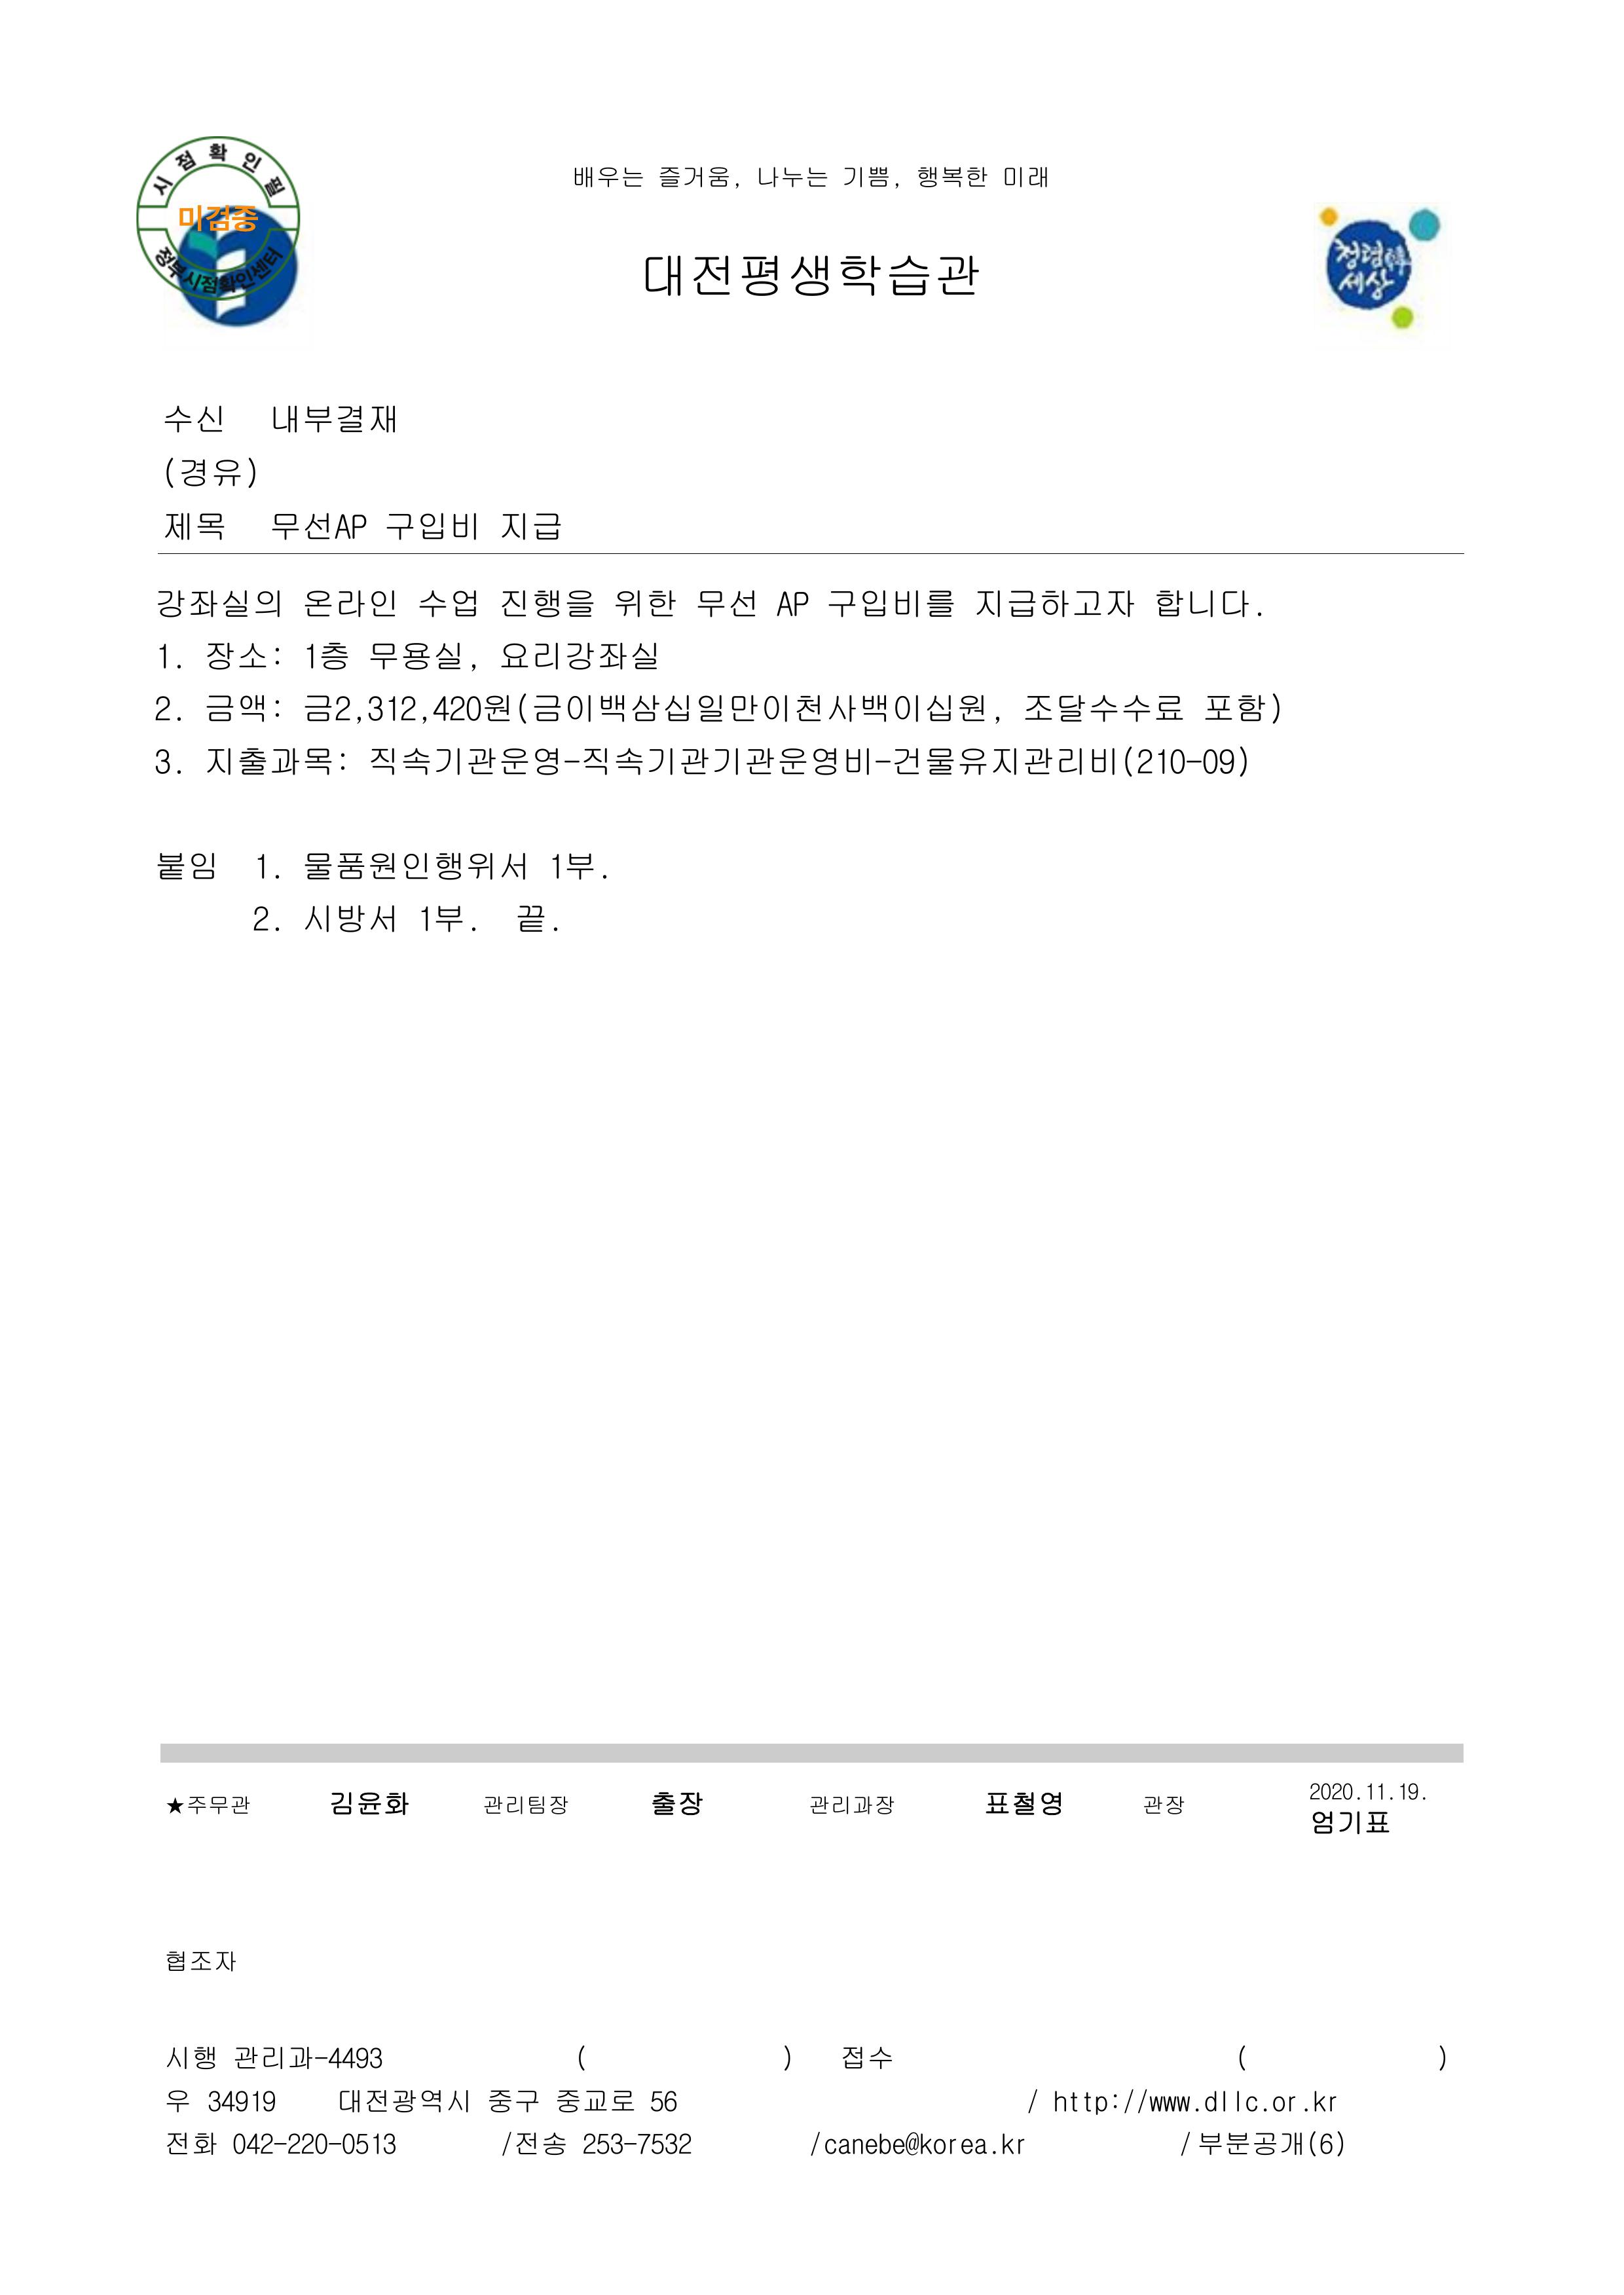 시점확인필
미검증
정부시점확인센터
배우는 즐거움, 나누는 기쁨, 행복한 미래
대전평생학습관
세상
수신 내부결재
(경유)
제목 무선AP 구입비 지급
강좌실의 온라인 수업 진행을 위한 무선 AP 구입비를 지급하고자 합니다.
1. 장소: 1층 무용실, 요리강좌실
2. 금액: 금2,312,420원(금이백삼십일만이천사백이십원, 조달수수료 포함)
3. 지출과목: 직속기관운영-직속기관기관운영비-건물유지관리비(210-09)
붙임 1. 물품원인행위서 1부.
2. 시방서 1부. 끝.
★주무관 김윤화 관리팀장 출장 관리과장 표철영 관장 2020.11.19.
엄기표
협조자
시행 관리과-4493 ( ) 접수 ( )
우 34919 대전광역시 중구 중교로 56 / http://www.dllc.or.kr
전화 042-220-0513 /전송 253-7532 /canebe@korea.kr /부분공개(6)